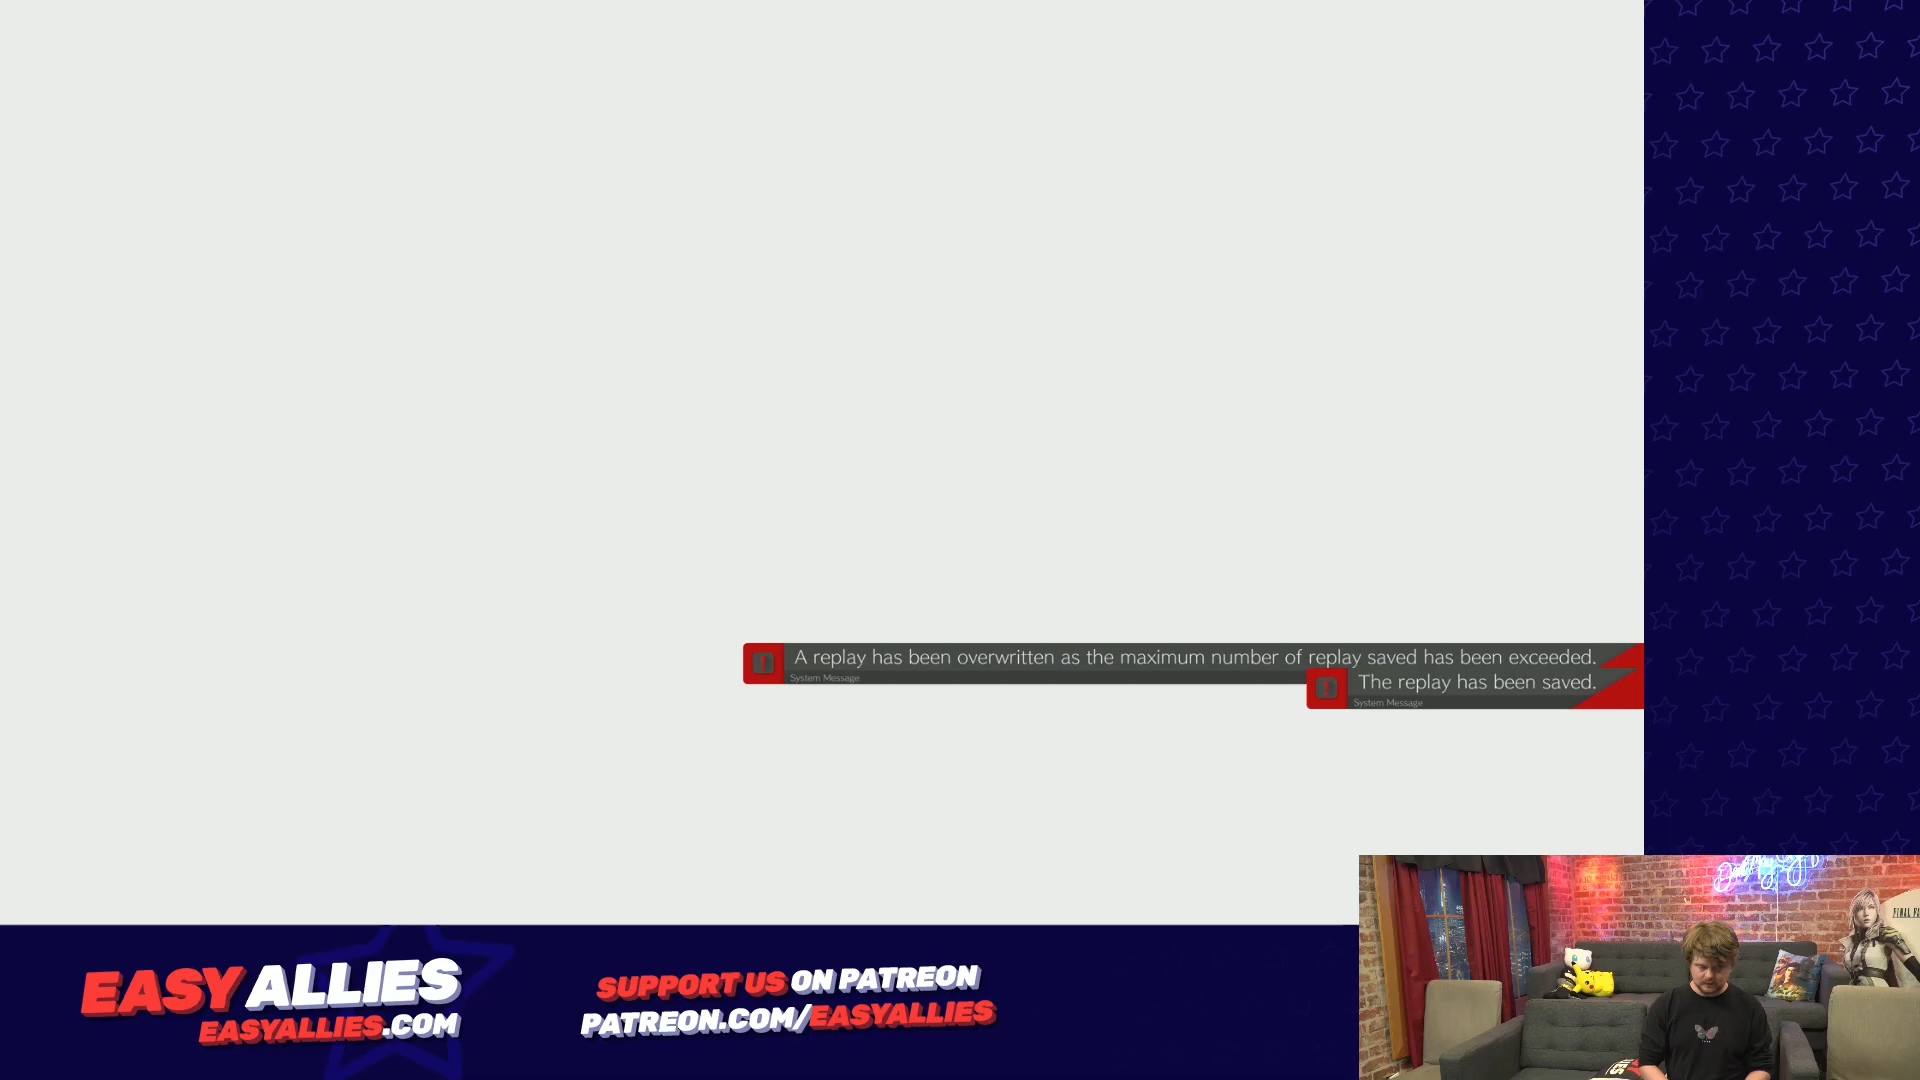 A replay has been overwritten as the maximum number of replay saved has been exceeded.
System Message
The replay has been saved.
System Message
EASY ALLIES
EASYALLIES.COM
SUPPORT US ON PATREON
PATREON.COM/EASYALLIES